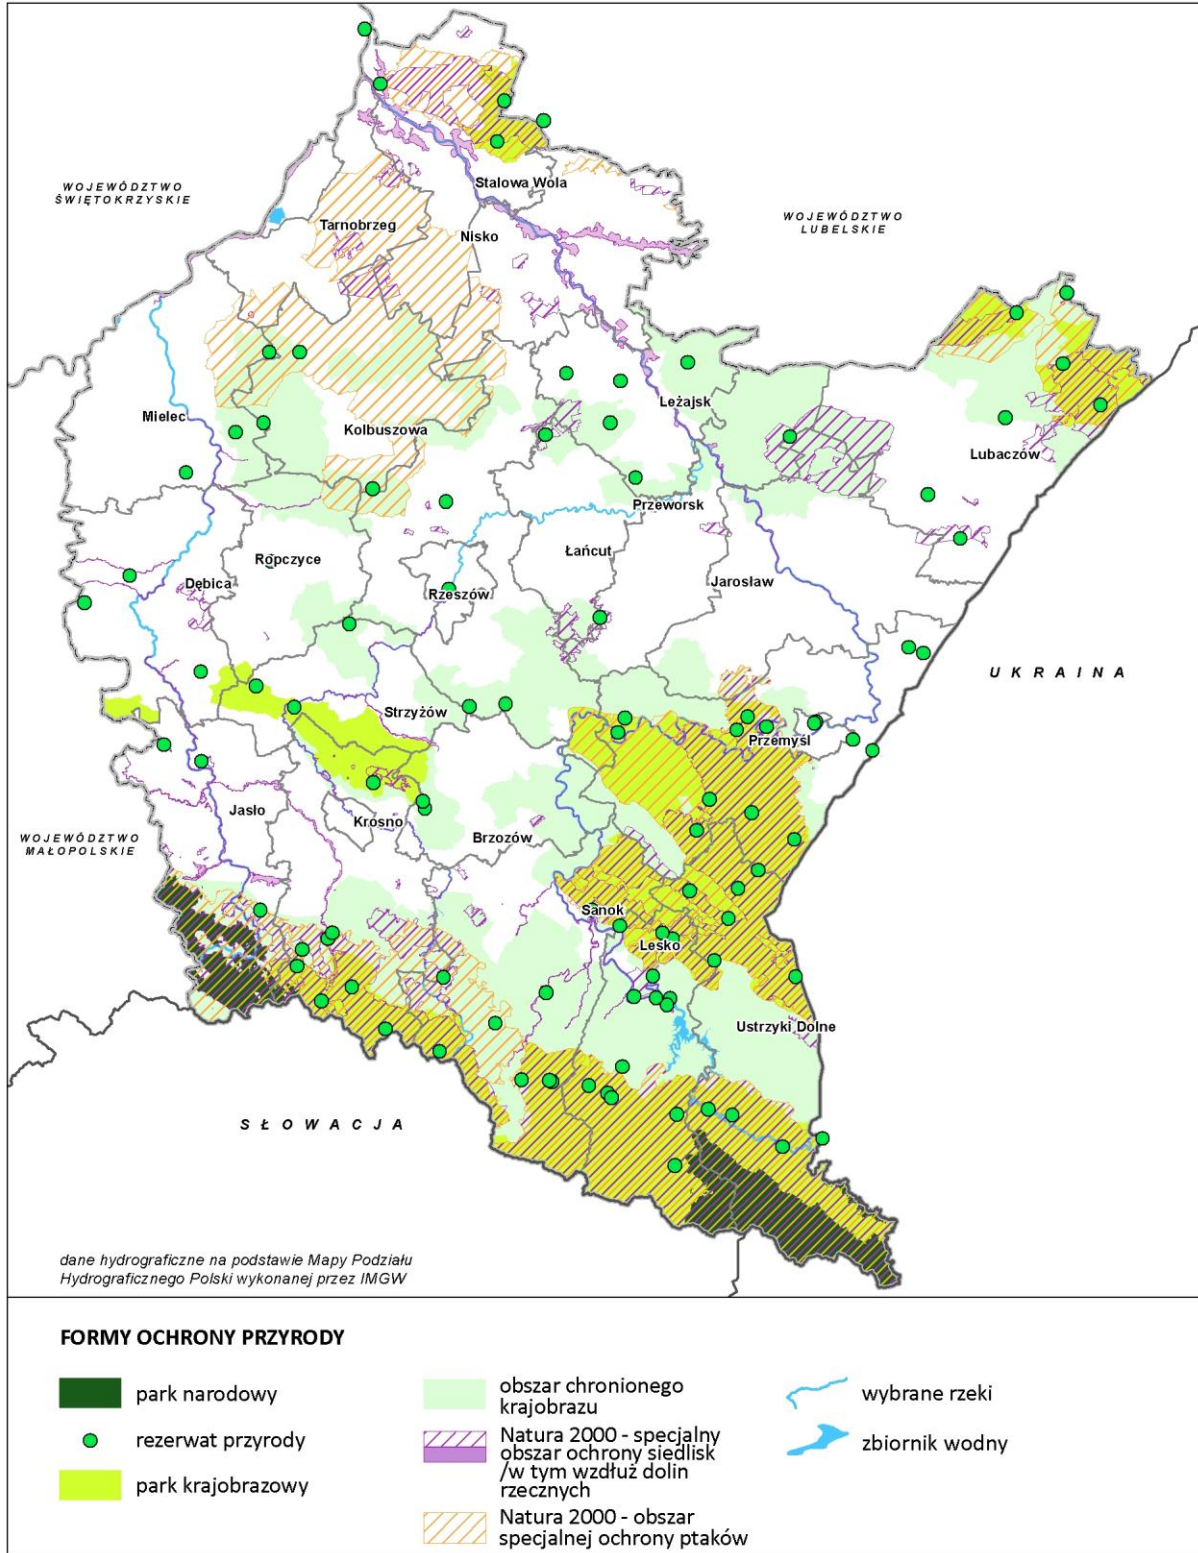 WOJEWÓDZTWO
ŚWIĘTOKRZYSKIE
Stalowa Wola
Tarnobrzeg
Nisko
WOJEWÓDZTWO
LUBELSKIE
Mielec
Kolbuszowa
Leżajsk
Lubaczów
Przeworsk
Ropczyce
Łańcut
Dębica
Rzeszów
Jarosław
UKRAINA
Strzyżów
Przemyśl
Jasło
Krosno
Brzozów
WOJEWÓDZTWO
MAŁOPOLSKIE
Sanok
Lesko
Ustrzyki Dolne
SŁOWACJA
dane hydrograficzne na podstawie Mapy Podziału
Hydrograficznego Polski wykonanej przez IMGW
FORMY OCHRONY PRZYRODY
park narodowy
rezerwat przyrody
park krajobrazowy
obszar chronionego
krajobrazu
Natura 2000 - specjalny
obszar ochrony siedlisk
/w tym wzdłuż dolin
rzecznych
Natura 2000 - obszar
specjalnej ochrony ptaków
wybrane rzeki
zbiornik wodny